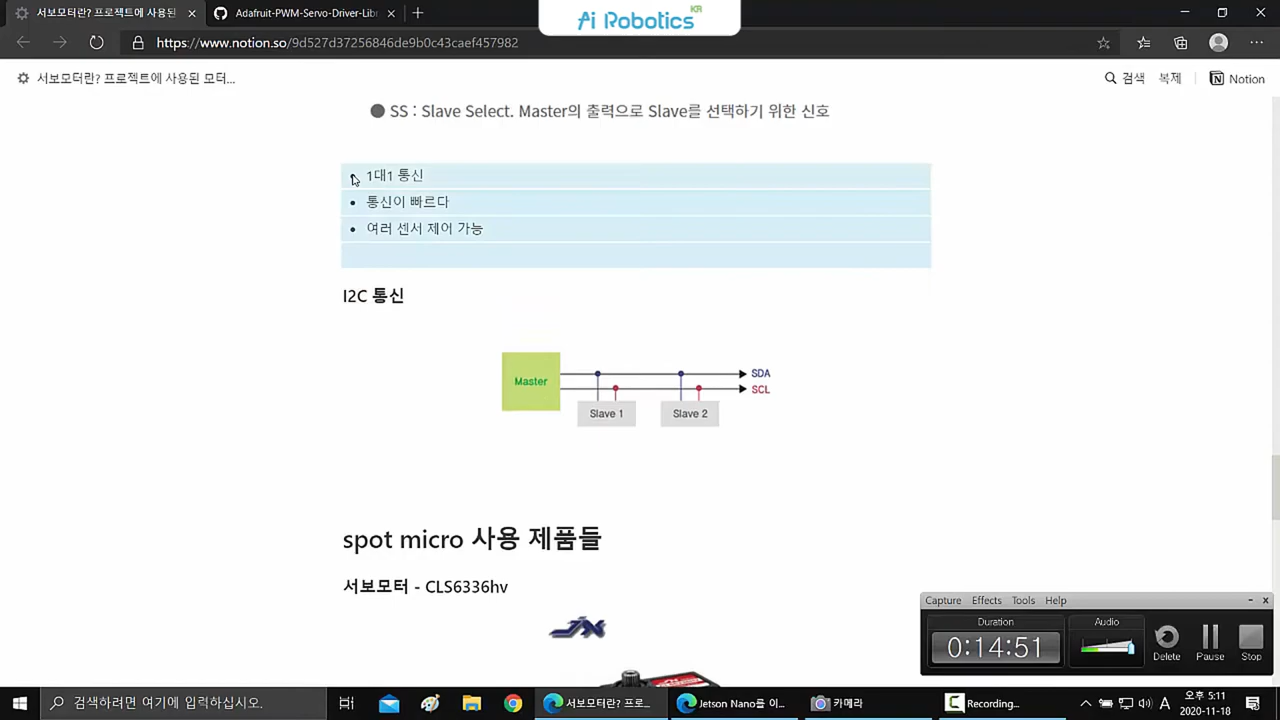 서보모터란? 프로젝트에 사용된
Adafruit-PWM-Servo-Driver-Libr
Ai Robotics KR
https://www.notion.so/9d527d37256846de9b0c43caef457982
서보모터란? 프로젝트에 사용된 모터...
검색
복제
Notion
● SS : Slave Select. Master의 출력으로 Slave를 선택하기 위한 신호
1대1 통신
• 통신이 빠르다
• 여러 센서 제어 가능
I2C 통신
Master
SDA
SCL
Slave 1
Slave 2
spot micro 사용 제품들
서보모터 - CLS6336hv
JX
Capture Effects Tools Help
Duration
Audio
0:14:51
Delete
Pause
Stop
검색하려면 여기에 입력하십시오.
서보모터란? 프로...
Jetson Nano를 이...
카메라
Recording...
A
오후 5:11
2020-11-18